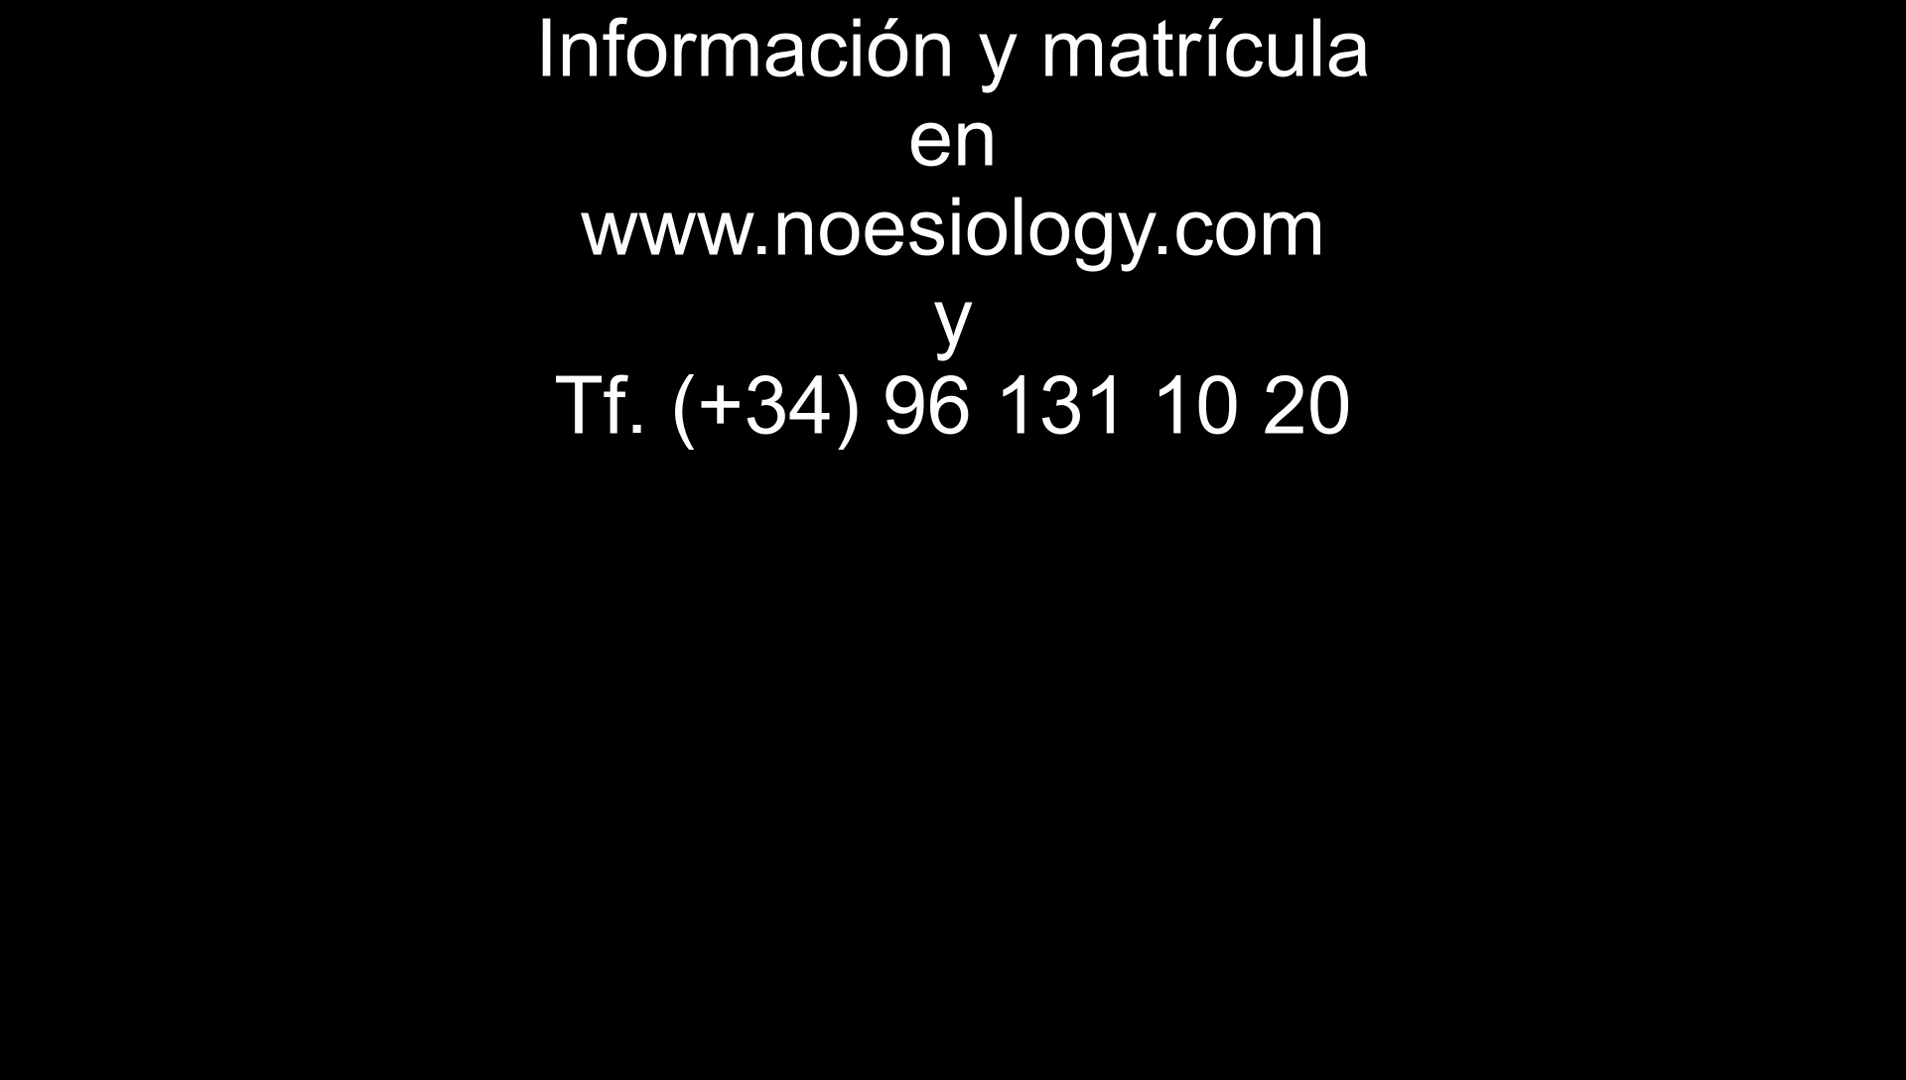 Información y matrícula
en
www.noesiology.com
y
Tf. (+34) 96 131 10 20